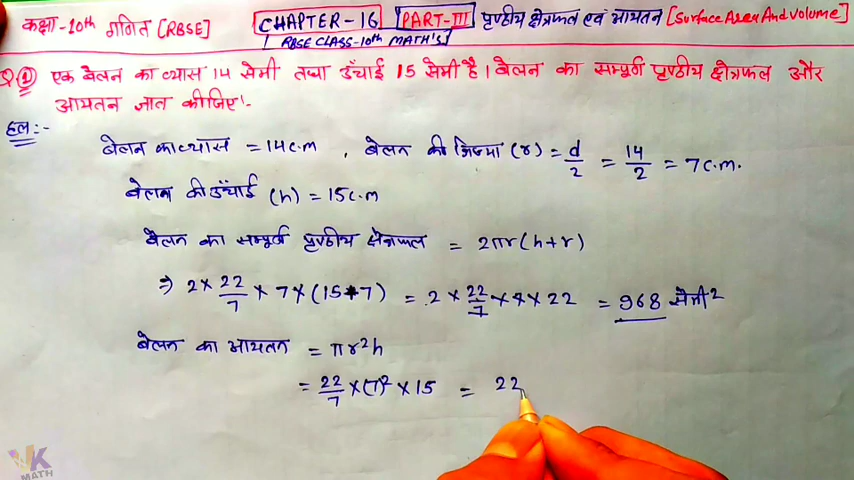 कक्षा-10th गणित [RBSE] CHAPTER-16 PART-III पृष्ठीय क्षेत्रफल एवं आयतन [Surface Area And Volume]
RBSE CLASS-10th MATH'S
Q.① एक बेलन का व्यास 14 सेमी तथा उँचाई 15 सेमी है। बेलन का सम्पूर्ण पृष्ठीय क्षेत्रफल और
आयतन ज्ञात कीजिए-
हल:-
बेलन का व्यास = 14c.m , बेलन की त्रिज्या (r) = d/2 = 14/2 = 7c.m.
बेलन की उँचाई (h) = 15c.m
बेलन का सम्पूर्ण पृष्ठीय क्षेत्रफल = 2πr(h+r)
⇒ 2 × 22/7 × 7 × (15+7) = 2 × 22/7 × 7 × 22 = 968 सेमी²
बेलन का आयतन = πr²h
= 22/7 × (7)² × 15 = 22
VK
MATH